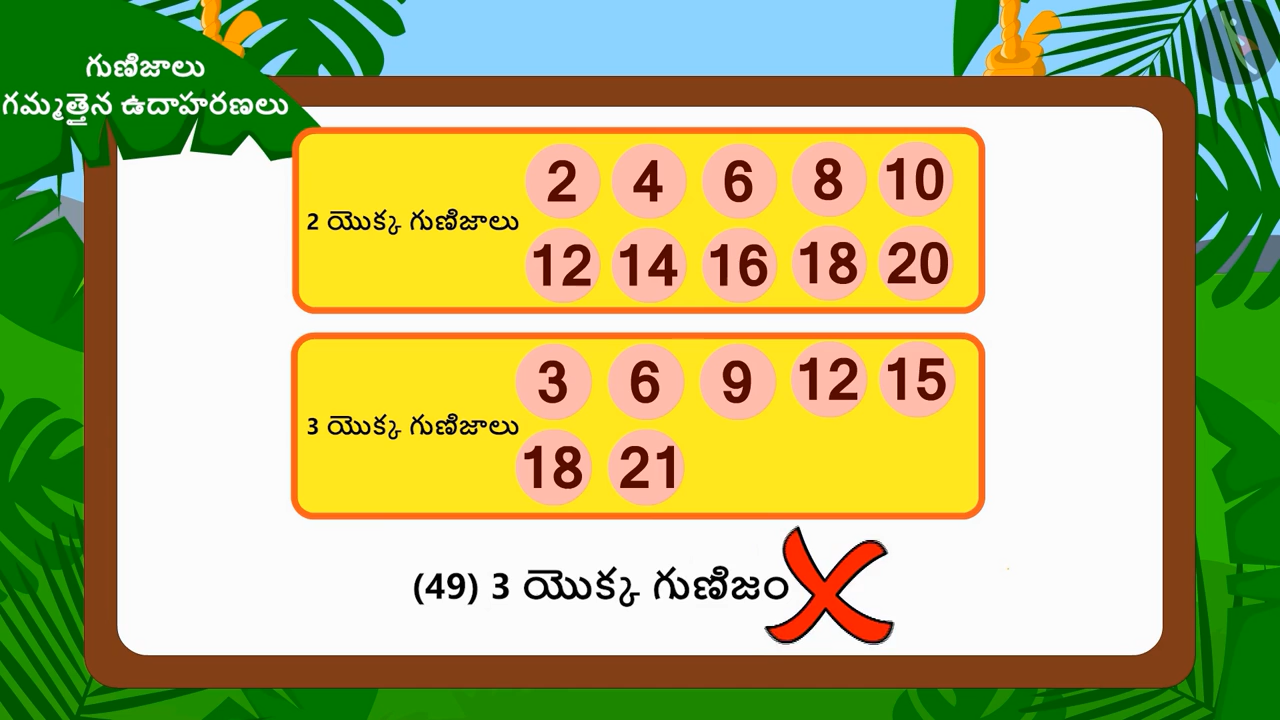 గుణిజాలు
గమ్మత్తైన ఉదాహరణలు
2 4 6 8 10
2 యొక్క గుణిజాలు
12 14 16 18 20
3 6 9 12 15
3 యొక్క గుణిజాలు
18 21
(49) 3 యొక్క గుణిజం